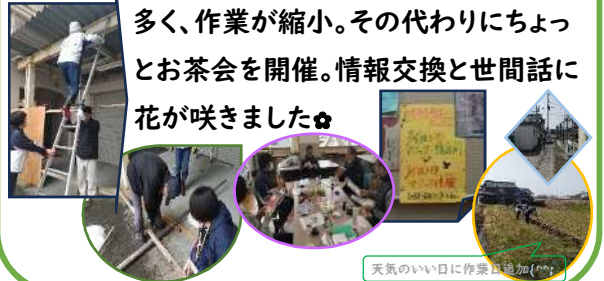 多く、作業が縮小。その代わりにちょっ
とお茶会を開催。情報交換と世間話に
花が咲きました✿
天気のいい日に作業日追加